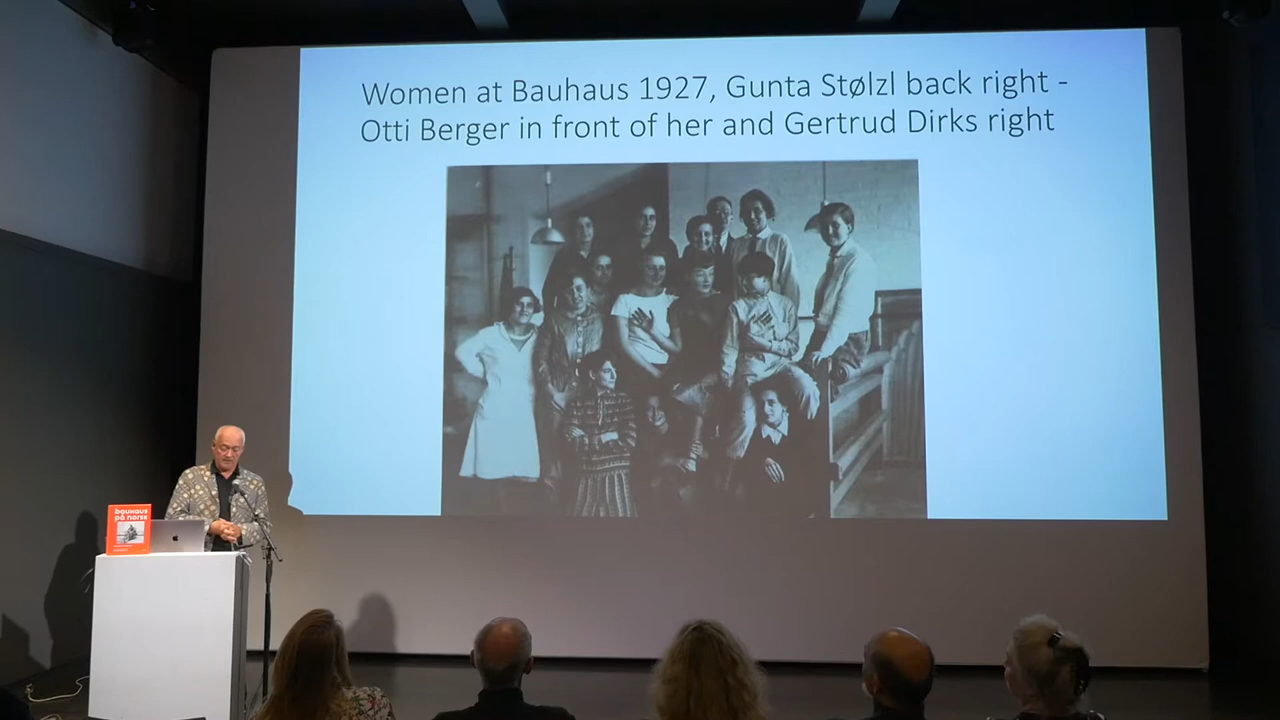 Women at Bauhaus 1927, Gunta Stølzl back right -
Otti Berger in front of her and Gertrud Dirks right
bauhaus
på norsk